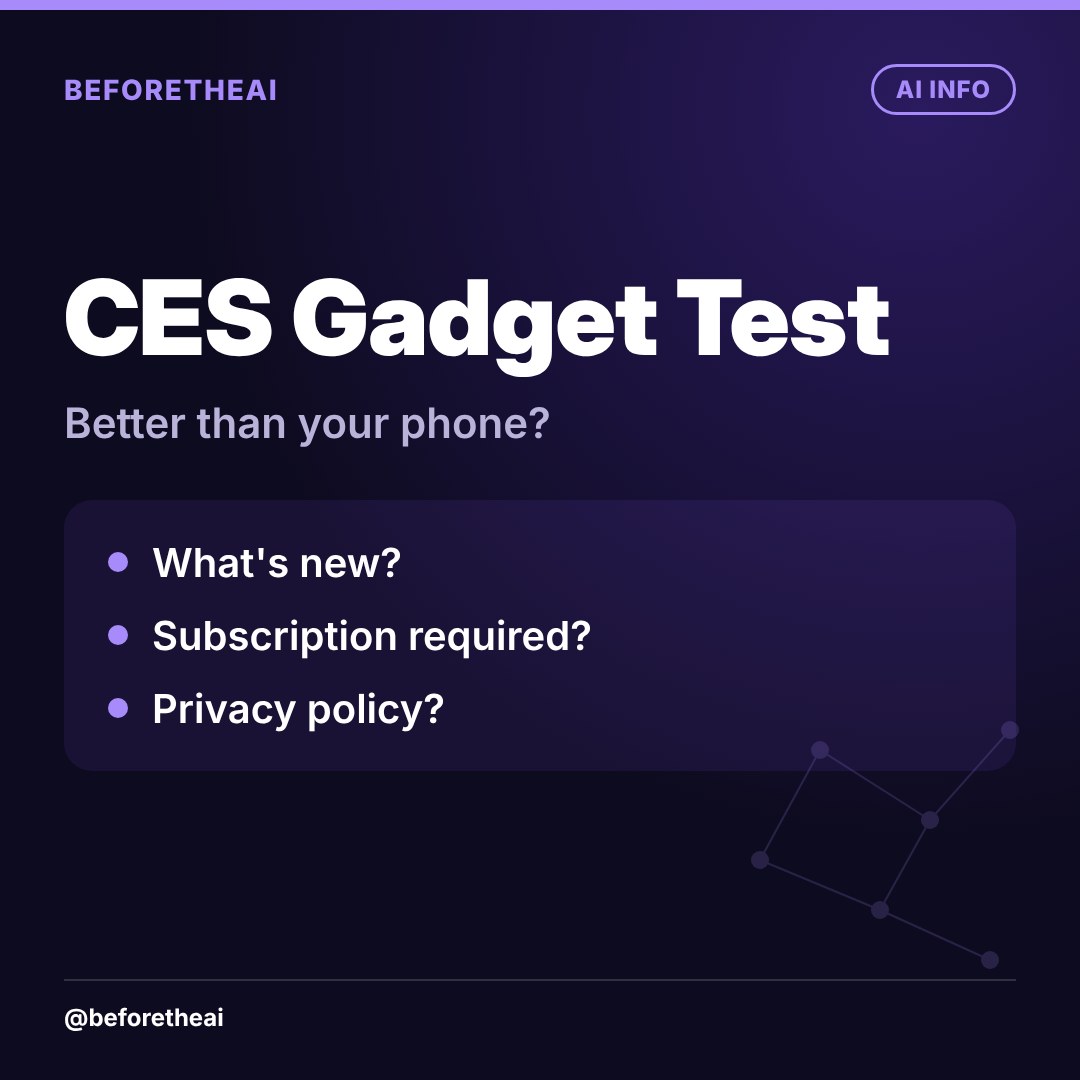 BEFORETHEAI
AI INFO
CES Gadget Test
Better than your phone?
What's new?
Subscription required?
Privacy policy?
@beforetheai